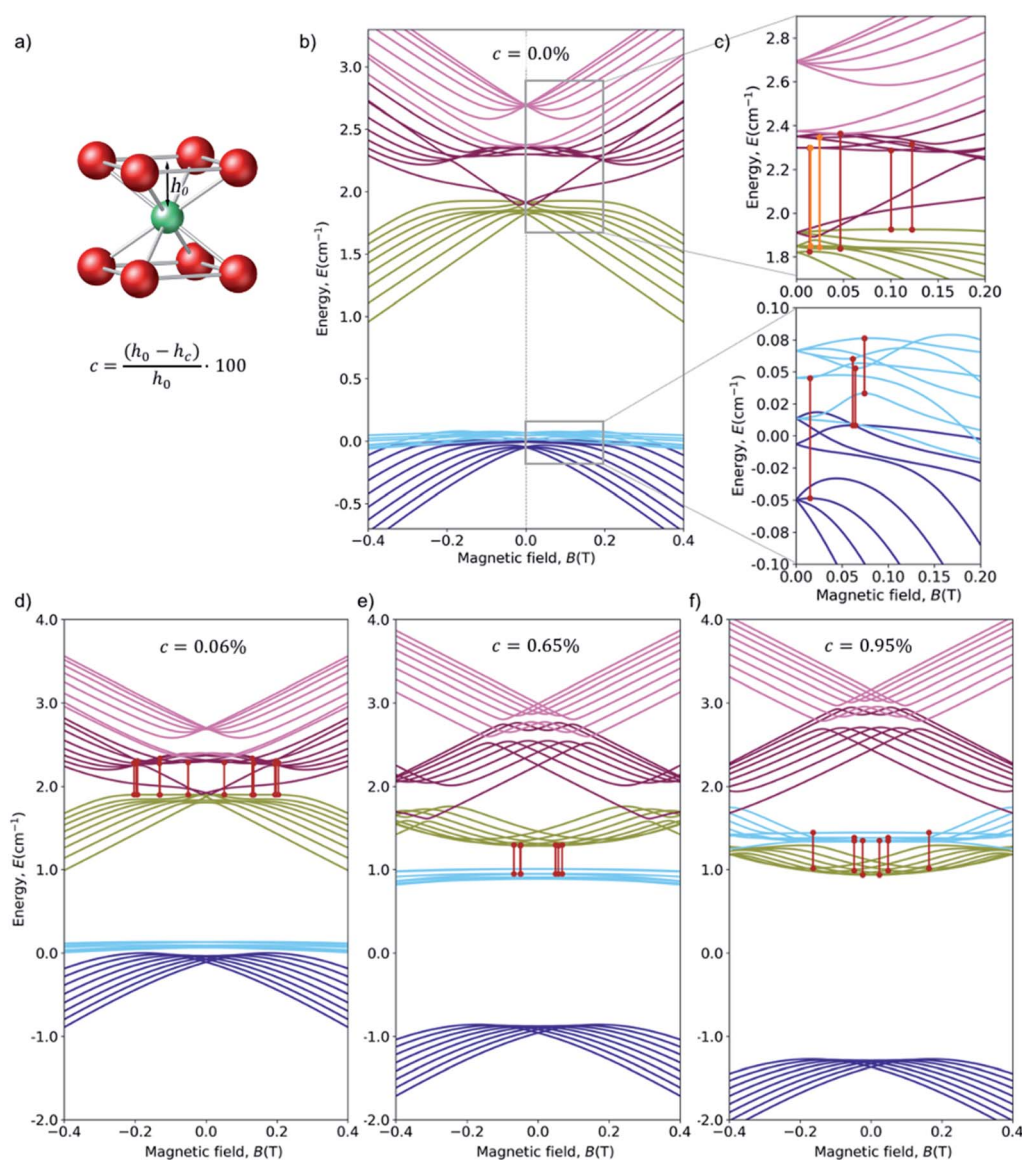 a)
h₀
c = (h₀ − h_c) / h₀ · 100
b)
c = 0.0%
3.0
2.5
2.0
1.5
1.0
0.5
0.0
-0.5
Energy, E(cm⁻¹)
−0.4 −0.2 0.0 0.2 0.4
Magnetic field, B(T)
c)
2.8
2.6
2.4
2.2
2.0
1.8
Energy, E(cm⁻¹)
0.00 0.05 0.10 0.15 0.20
0.10
0.08
0.05
0.02
0.00
-0.02
-0.05
-0.08
-0.10
Energy, E(cm⁻¹)
0.00 0.05 0.10 0.15 0.20
Magnetic field, B(T)
d)
c = 0.06%
4.0
3.0
2.0
1.0
0.0
-1.0
-2.0
Energy, E(cm⁻¹)
−0.4 −0.2 0.0 0.2 0.4
Magnetic field, B(T)
e)
c = 0.65%
4.0
3.0
2.0
1.0
0.0
-1.0
-2.0
−0.4 −0.2 0.0 0.2 0.4
Magnetic field, B(T)
f)
c = 0.95%
4.0
3.0
2.0
1.0
0.0
-1.0
-2.0
−0.4 −0.2 0.0 0.2 0.4
Magnetic field, B(T)